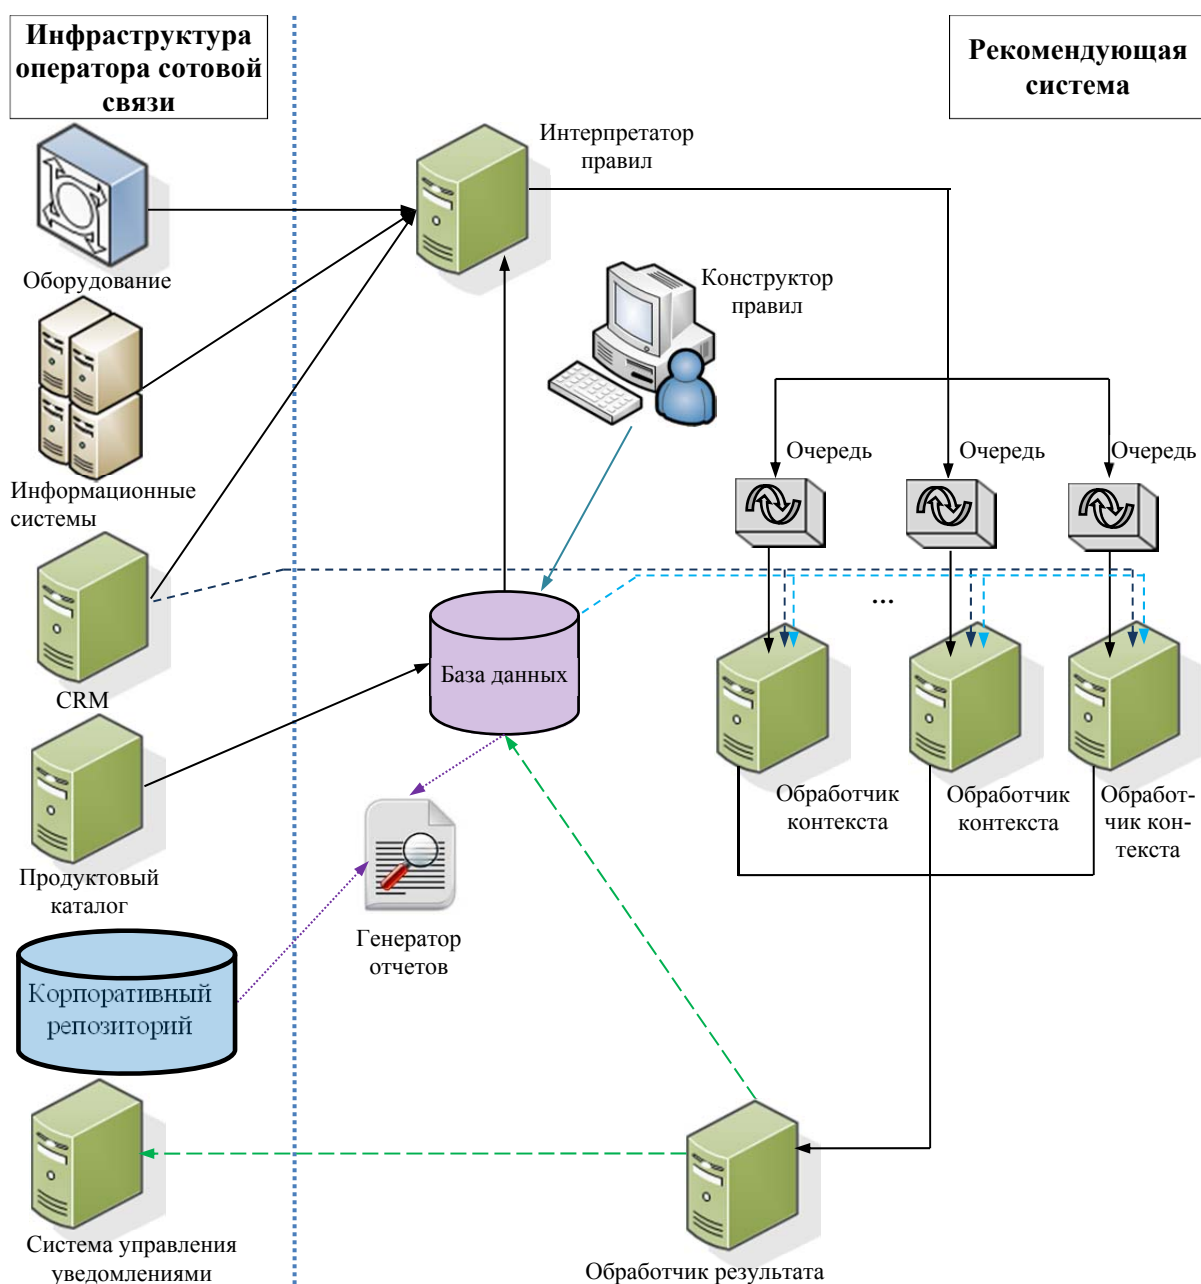 Инфраструктура
оператора сотовой
связи
Рекомендующая
система
Интерпретатор
правил
Оборудование
Конструктор
правил
Информационные
системы
Очередь
Очередь
Очередь
CRM
База данных
...
Обработчик
контекста
Обработчик
контекста
Обработ-
чик кон-
текста
Продуктовый
каталог
Генератор
отчетов
Корпоративный
репозиторий
Система управления
уведомлениями
Обработчик результата